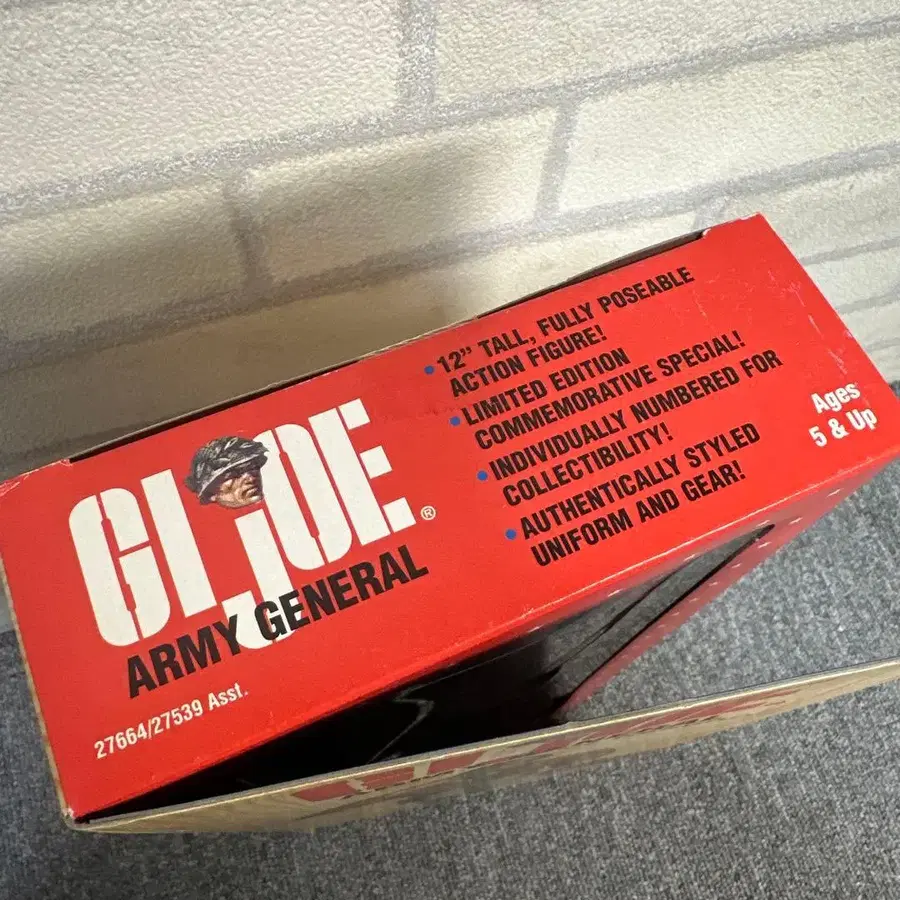 GI JOE®
ARMY GENERAL
27664/27539 Asst.
• 12” TALL, FULLY POSEABLE
ACTION FIGURE!
• LIMITED EDITION
COMMEMORATIVE SPECIAL!
• INDIVIDUALLY NUMBERED FOR
COLLECTIBILITY!
• AUTHENTICALLY STYLED
UNIFORM AND GEAR!
Ages
5 & Up